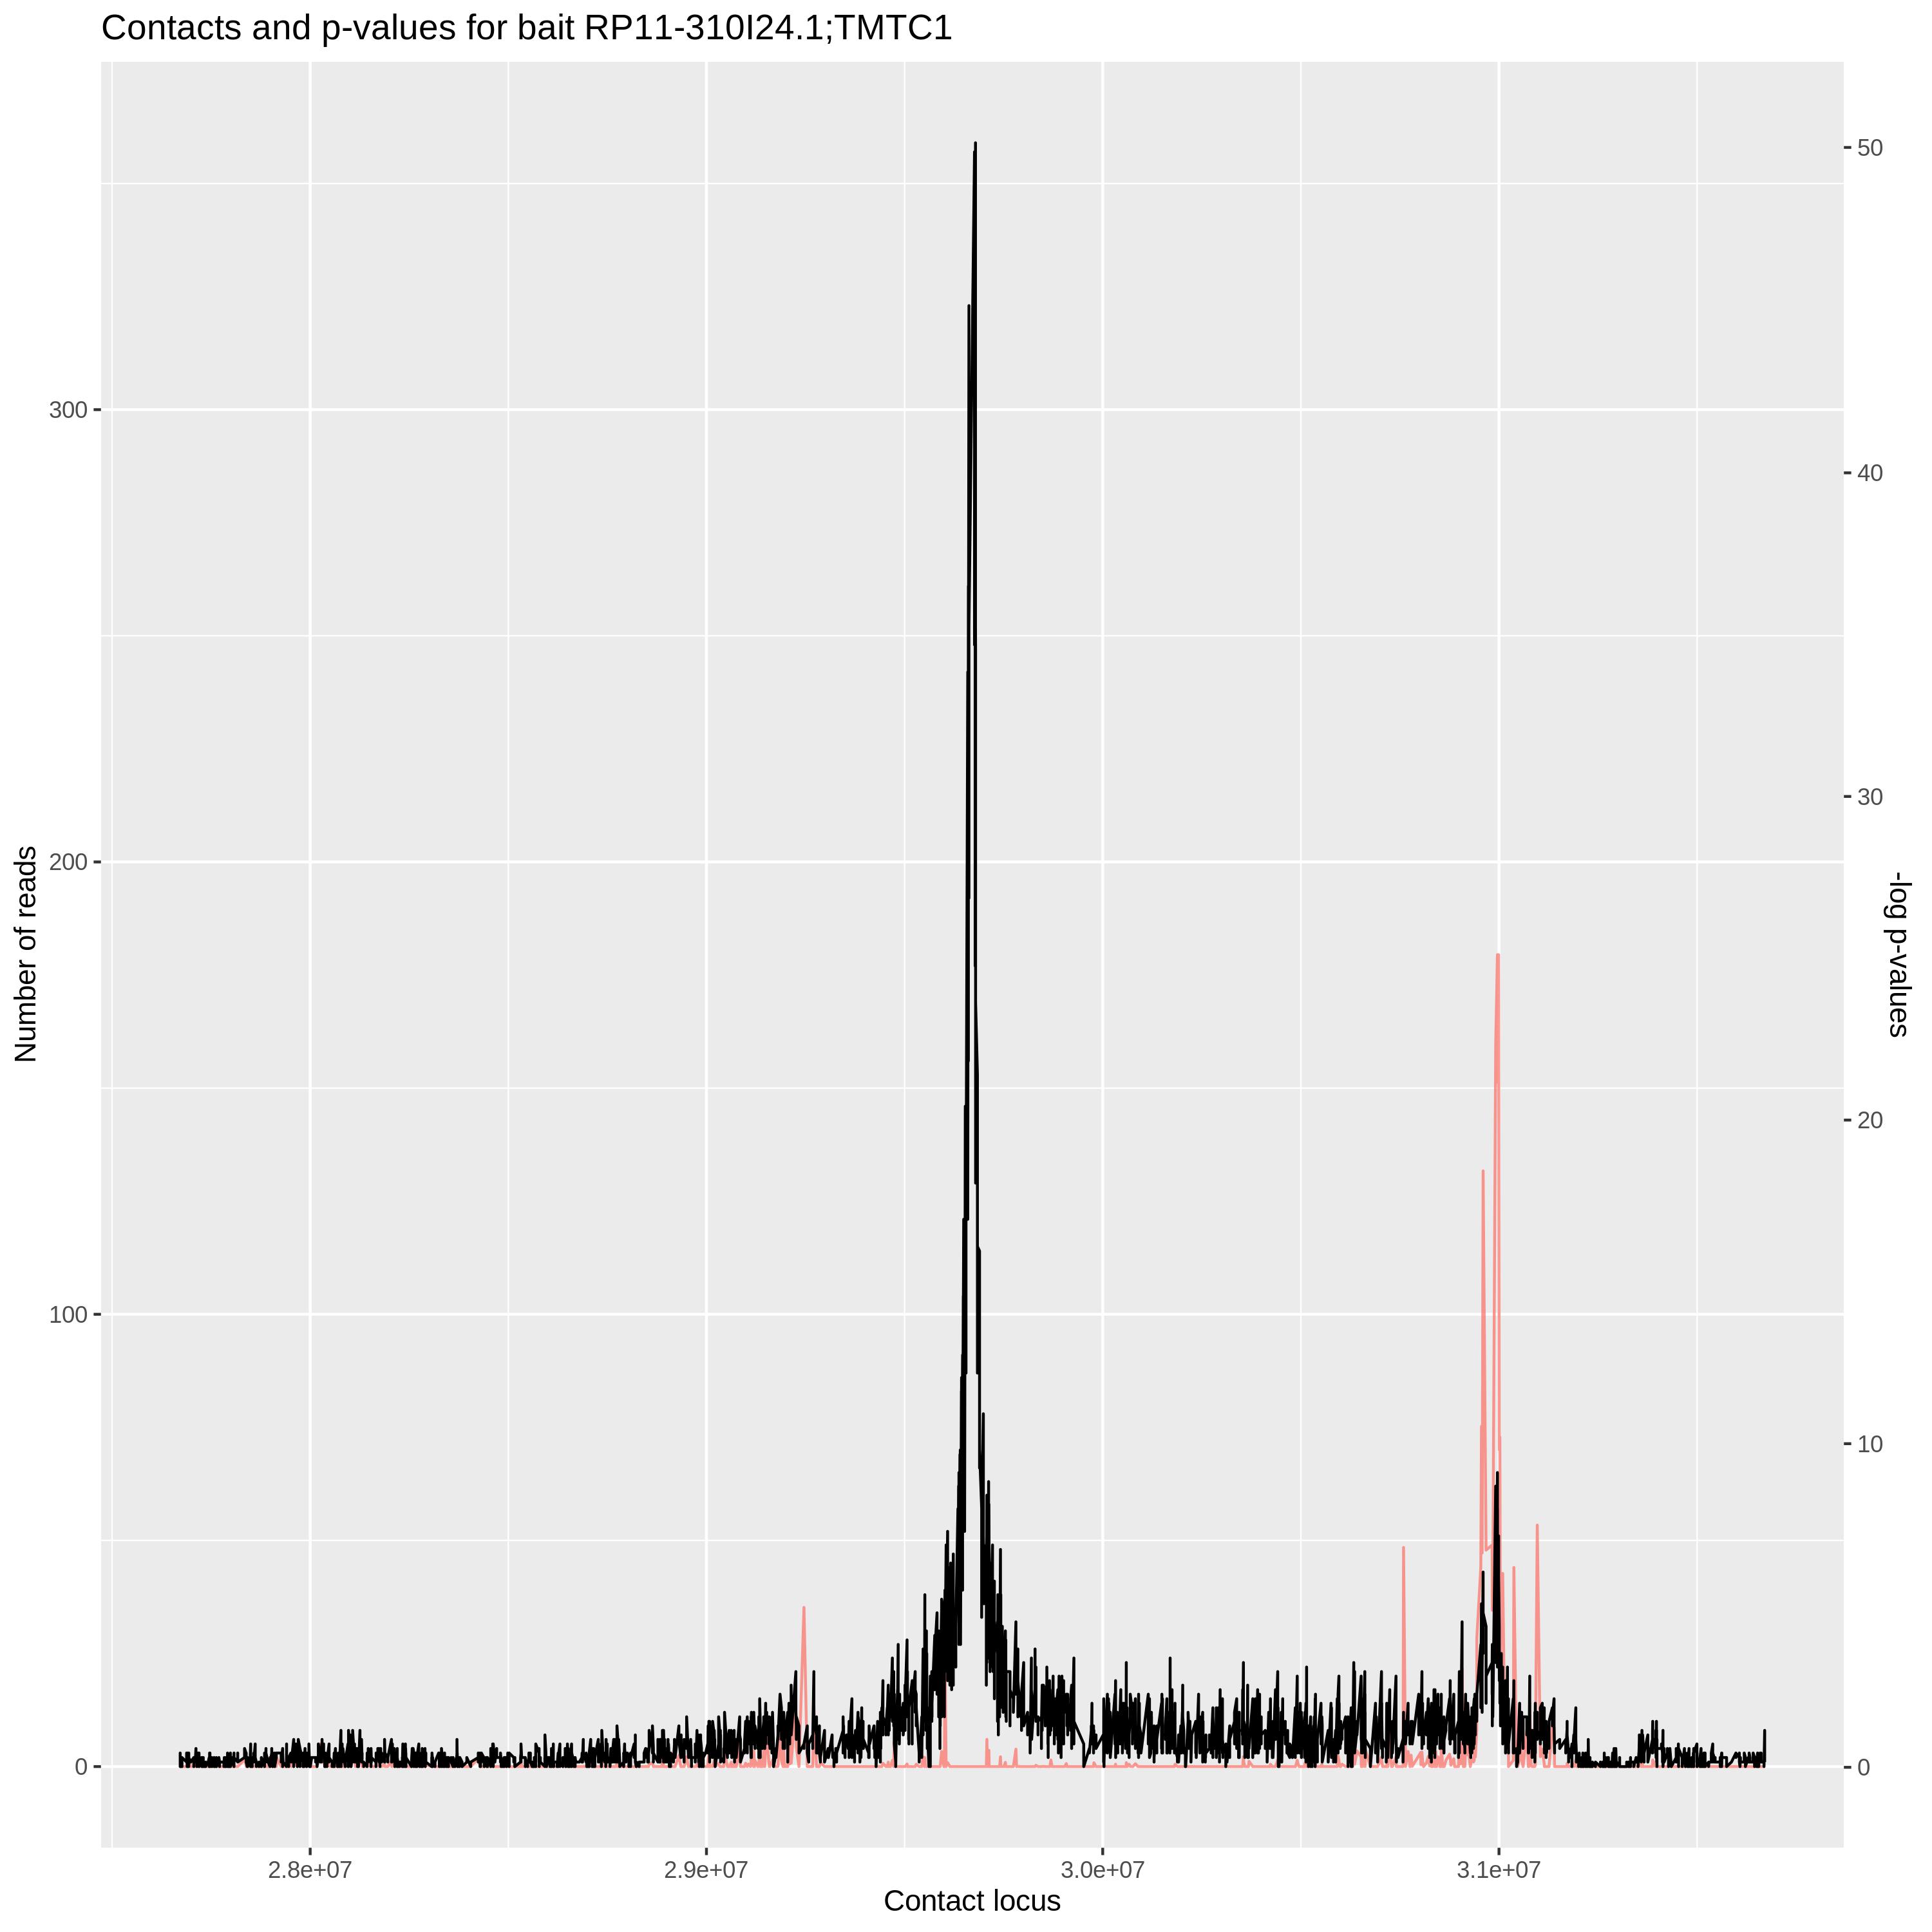 Contacts and p-values for bait RP11-310I24.1;TMTC1
Number of reads
300
200
100
0
50
40
30
20
10
0
-log p-values
2.8e+07 2.9e+07 3.0e+07 3.1e+07
Contact locus